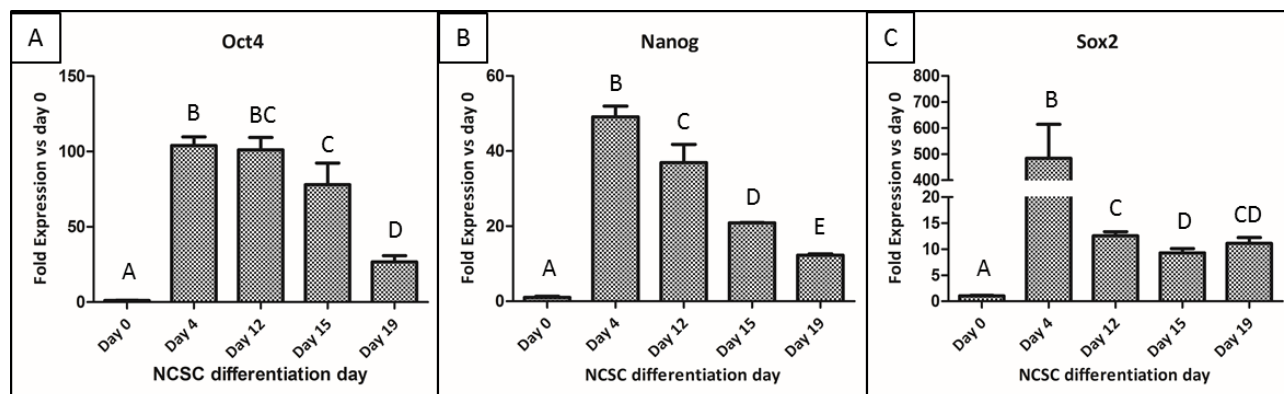 A
Oct4
Fold Expression vs day 0
150
100
50
0
A
B
BC
C
D
Day 0
Day 4
Day 12
Day 15
Day 19
NCSC differentiation day
B
Nanog
Fold Expression vs day 0
60
40
20
0
A
B
C
D
E
Day 0
Day 4
Day 12
Day 15
Day 19
NCSC differentiation day
C
Sox2
Fold Expression vs day 0
800
700
600
500
400
300
20
15
10
5
0
A
B
C
D
CD
Day 0
Day 4
Day 12
Day 15
Day 19
NCSC differentiation day